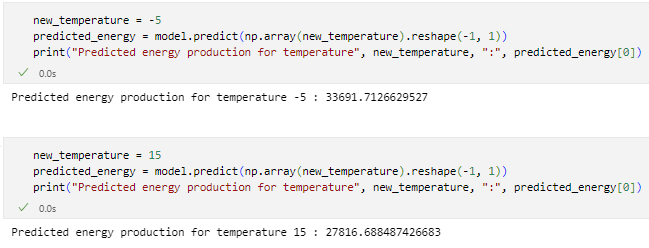 new_temperature = -5
predicted_energy = model.predict(np.array(new_temperature).reshape(-1, 1))
print("Predicted energy production for temperature", new_temperature, ":", predicted_energy[0])
✓ 0.0s
Predicted energy production for temperature -5 : 33691.7126629527
new_temperature = 15
predicted_energy = model.predict(np.array(new_temperature).reshape(-1, 1))
print("Predicted energy production for temperature", new_temperature, ":", predicted_energy[0])
✓ 0.0s
Predicted energy production for temperature 15 : 27816.688487426683